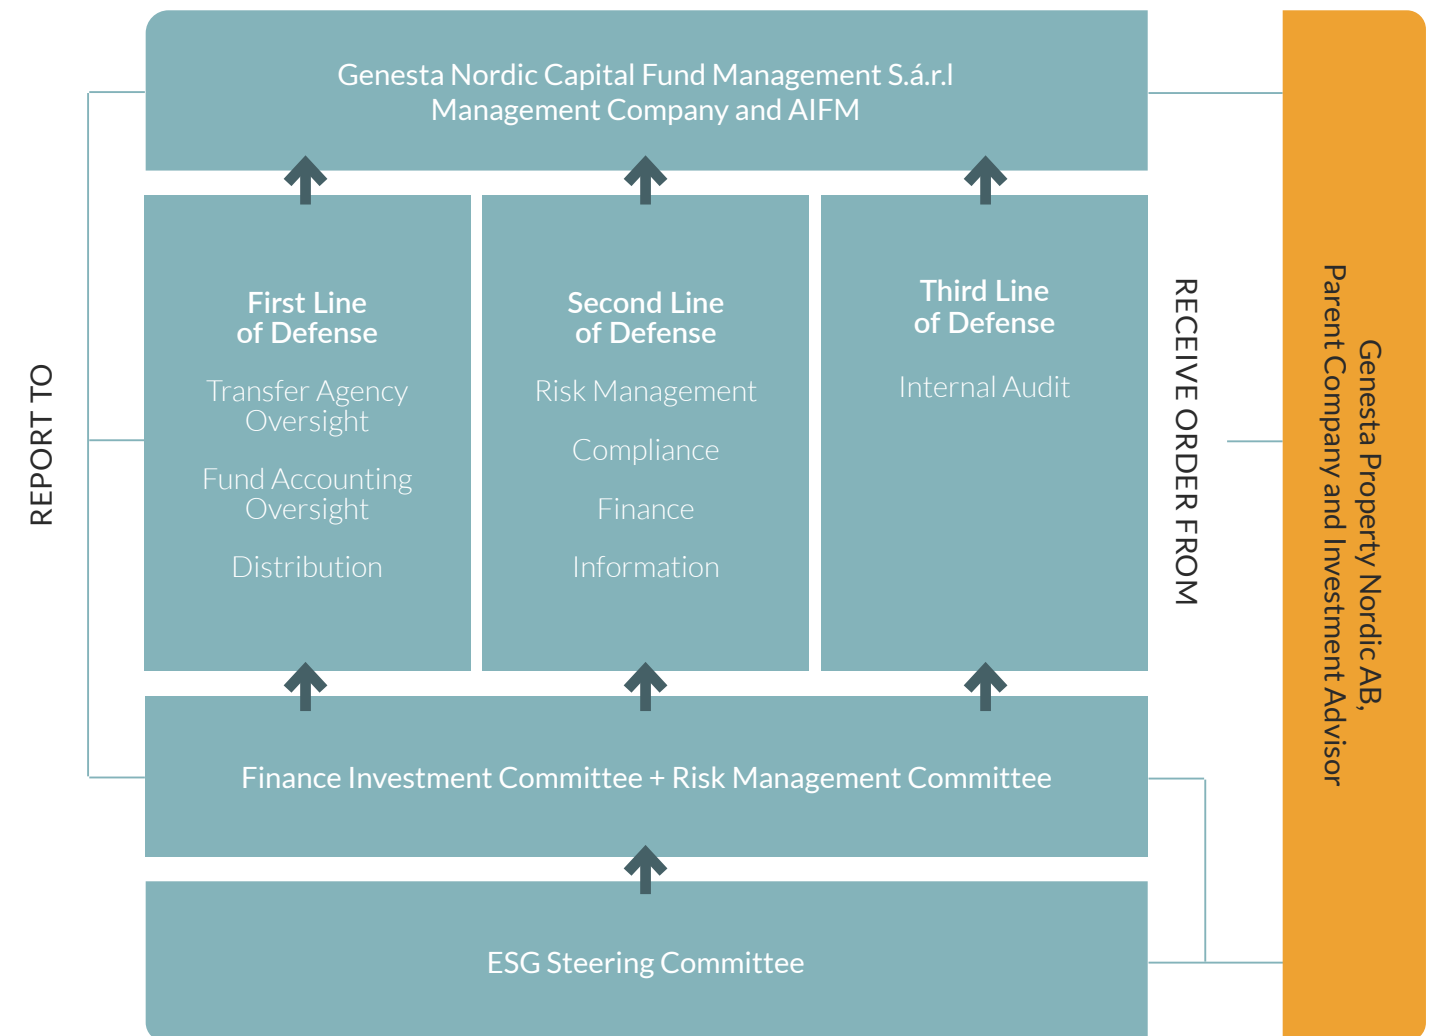 Genesta Nordic Capital Fund Management S.á.r.l
Management Company and AIFM
REPORT TO
First Line
of Defense
Transfer Agency
Oversight
Fund Accounting
Oversight
Distribution
Second Line
of Defense
Risk Management
Compliance
Finance
Information
Third Line
of Defense
Internal Audit
RECEIVE ORDER FROM
Genesta Property Nordic AB,
Parent Company and Investment Advisor
Finance Investment Committee + Risk Management Committee
ESG Steering Committee